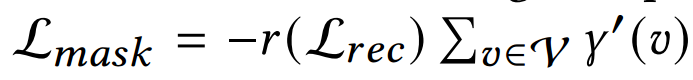 ℒ_mask = −r(ℒ_rec) ∑_{v∈𝒱} γ′(v)